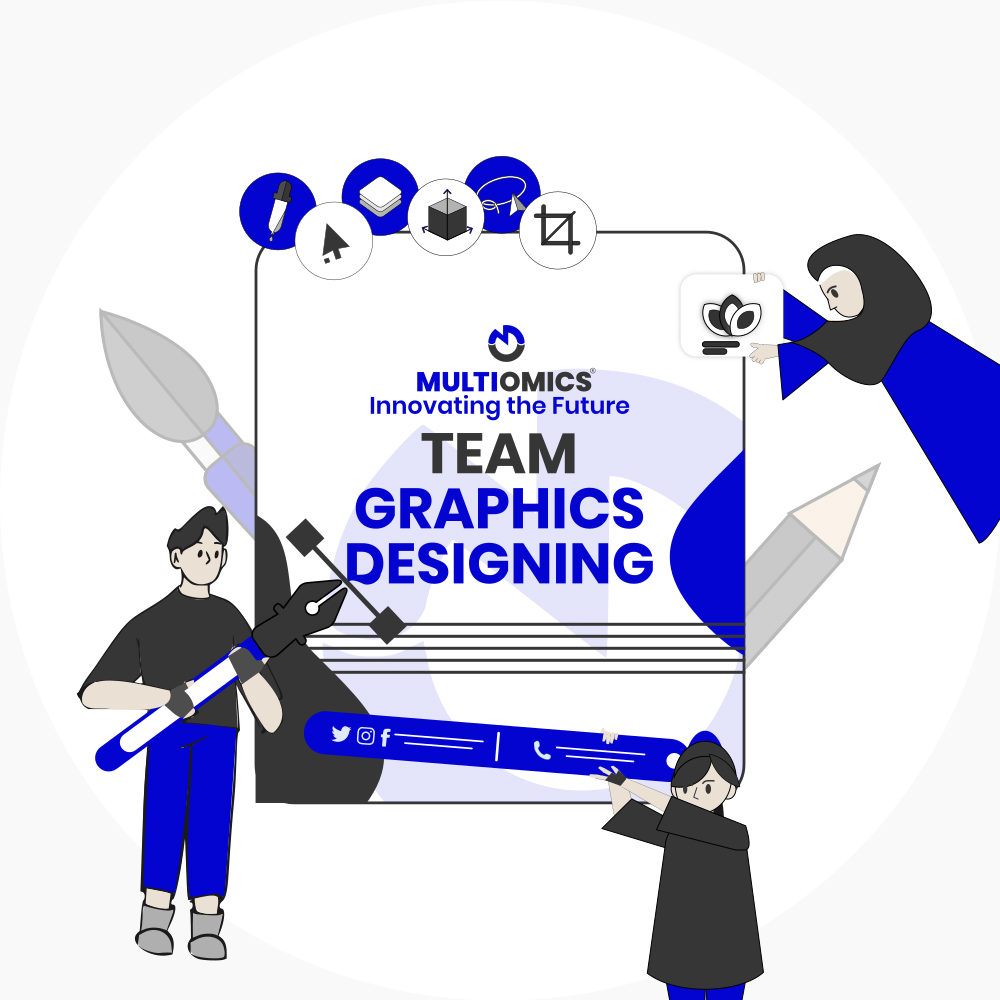 MULTIOMICS®
Innovating the Future
TEAM
GRAPHICS
DESIGNING